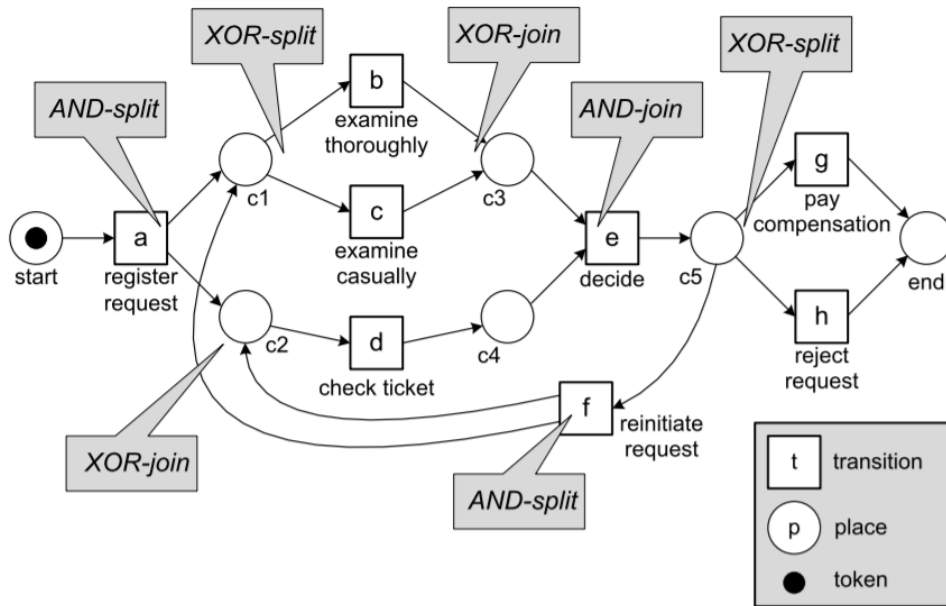 XOR-split
XOR-join
XOR-split
AND-split
b
AND-join
examine
thoroughly
g
c1
c3
pay
compensation
a
c
e
start
register
request
examine
casually
decide
c5
end
c2
d
c4
h
check ticket
reject
request
f
reinitiate
request
XOR-join
AND-split
t
transition
p
place
token